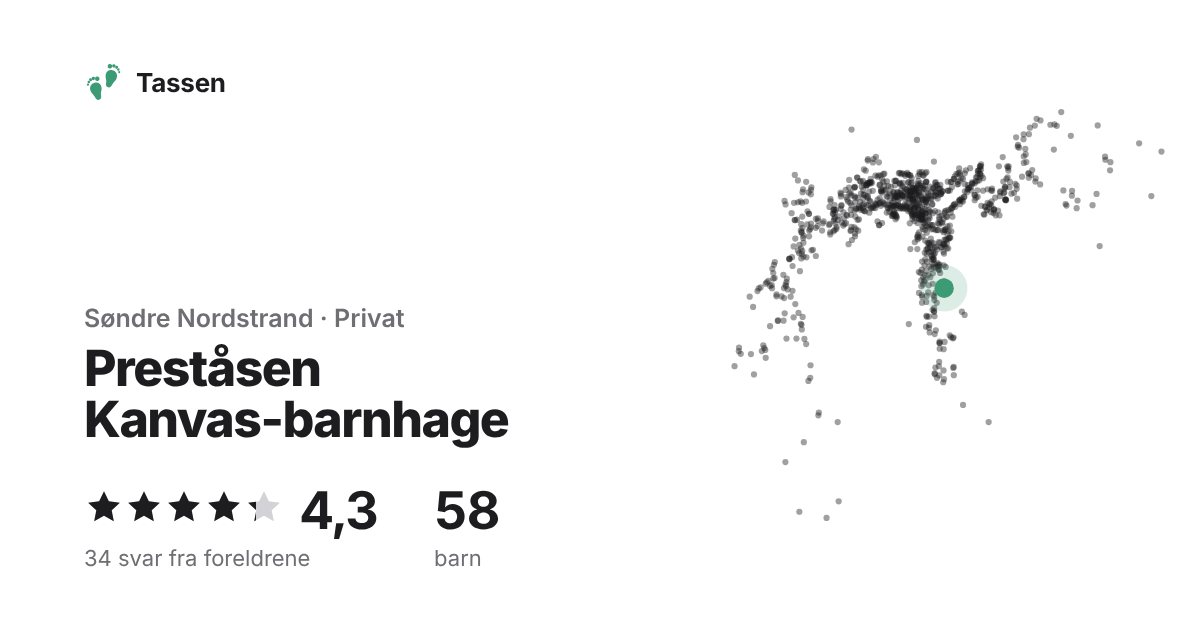 Tassen
Søndre Nordstrand · Privat
Preståsen
Kanvas-barnhage
4,3
58
34 svar fra foreldrene
barn